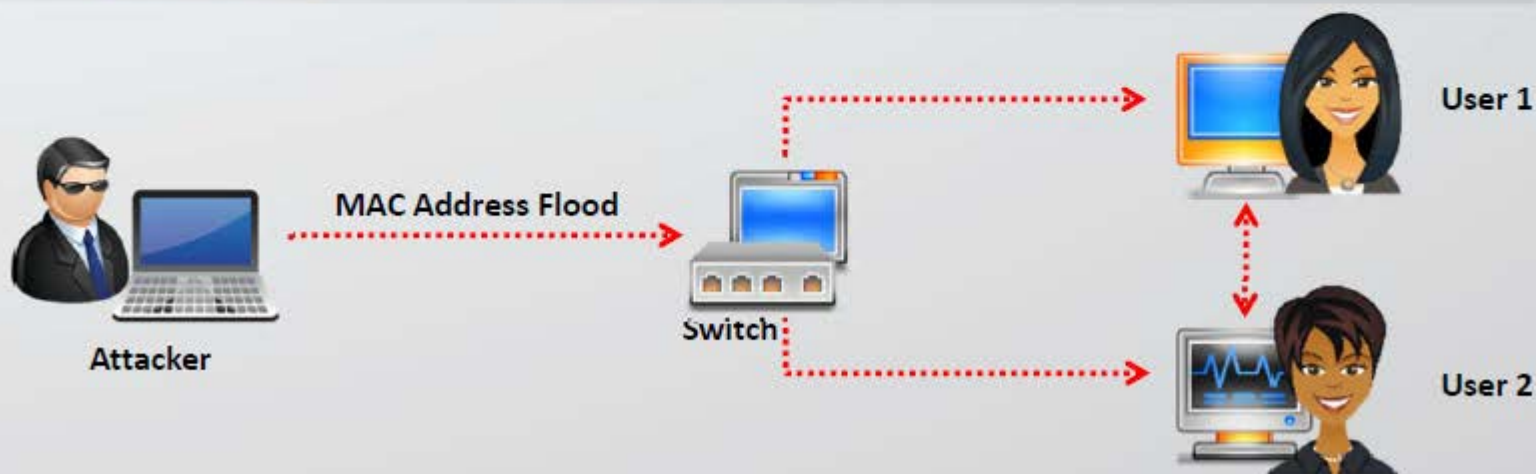 MAC Address Flood
Attacker
Switch
User 1
User 2